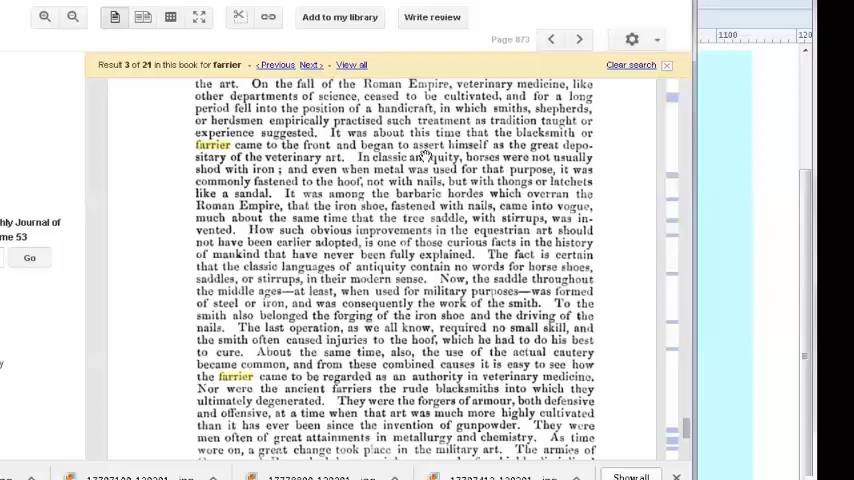 Add to my library
Write review
Page 873
Result 3 of 21 in this book for farrier - < Previous Next > - View all
Clear search
1100
120
the art. On the fall of the Roman Empire, veterinary medicine, like
other departments of science, ceased to be cultivated, and for a long
period fell into the position of a handicraft, in which smiths, shepherds,
or herdsmen empirically practised such treatment as tradition taught or
experience suggested. It was about this time that the blacksmith or
farrier came to the front and began to assert himself as the great depo-
sitary of the veterinary art. In classic antiquity, horses were not usually
shod with iron ; and even when metal was used for that purpose, it was
commonly fastened to the hoof, not with nails, but with thongs or latchets
like a sandal. It was among the barbaric hordes which overran the
Roman Empire, that the iron shoe, fastened with nails, came into vogue,
much about the same time that the tree saddle, with stirrups, was in-
vented. How such obvious improvements in the equestrian art should
not have been earlier adopted, is one of those curious facts in the history
of mankind that have never been fully explained. The fact is certain
that the classic languages of antiquity contain no words for horse shoes,
saddles, or stirrups, in their modern sense. Now, the saddle throughout
the middle ages—at least, when used for military purposes—was formed
of steel or iron, and was consequently the work of the smith. To the
smith also belonged the forging of the iron shoe and the driving of the
nails. The last operation, as we all know, required no small skill, and
the smith often caused injuries to the hoof, which he had to do his best
to cure. About the same time, also, the use of the actual cautery
became common, and from these combined causes it is easy to see how
the farrier came to be regarded as an authority in veterinary medicine.
Nor were the ancient farriers the rude blacksmiths into which they
ultimately degenerated. They were the forgers of armour, both defensive
and offensive, at a time when that art was much more highly cultivated
than it has ever been since the invention of gunpowder. They were
men often of great attainments in metallurgy and chemistry. As time
wore on, a great change took place in the military art. The armies of
hly Journal of
me 53
Go
Show all